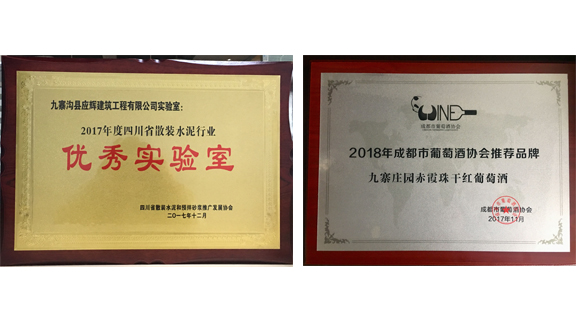 九寨沟县应辉建筑工程有限公司实验室:
2017年度四川省散装水泥行业
优秀实验室
四川省散装水泥和预拌砂浆推广发展协会
二〇一七年十二月
WINE
成都市葡萄酒协会
2018年成都市葡萄酒协会推荐品牌
九寨庄园赤霞珠干红葡萄酒
成都市葡萄酒协会
2017年11月